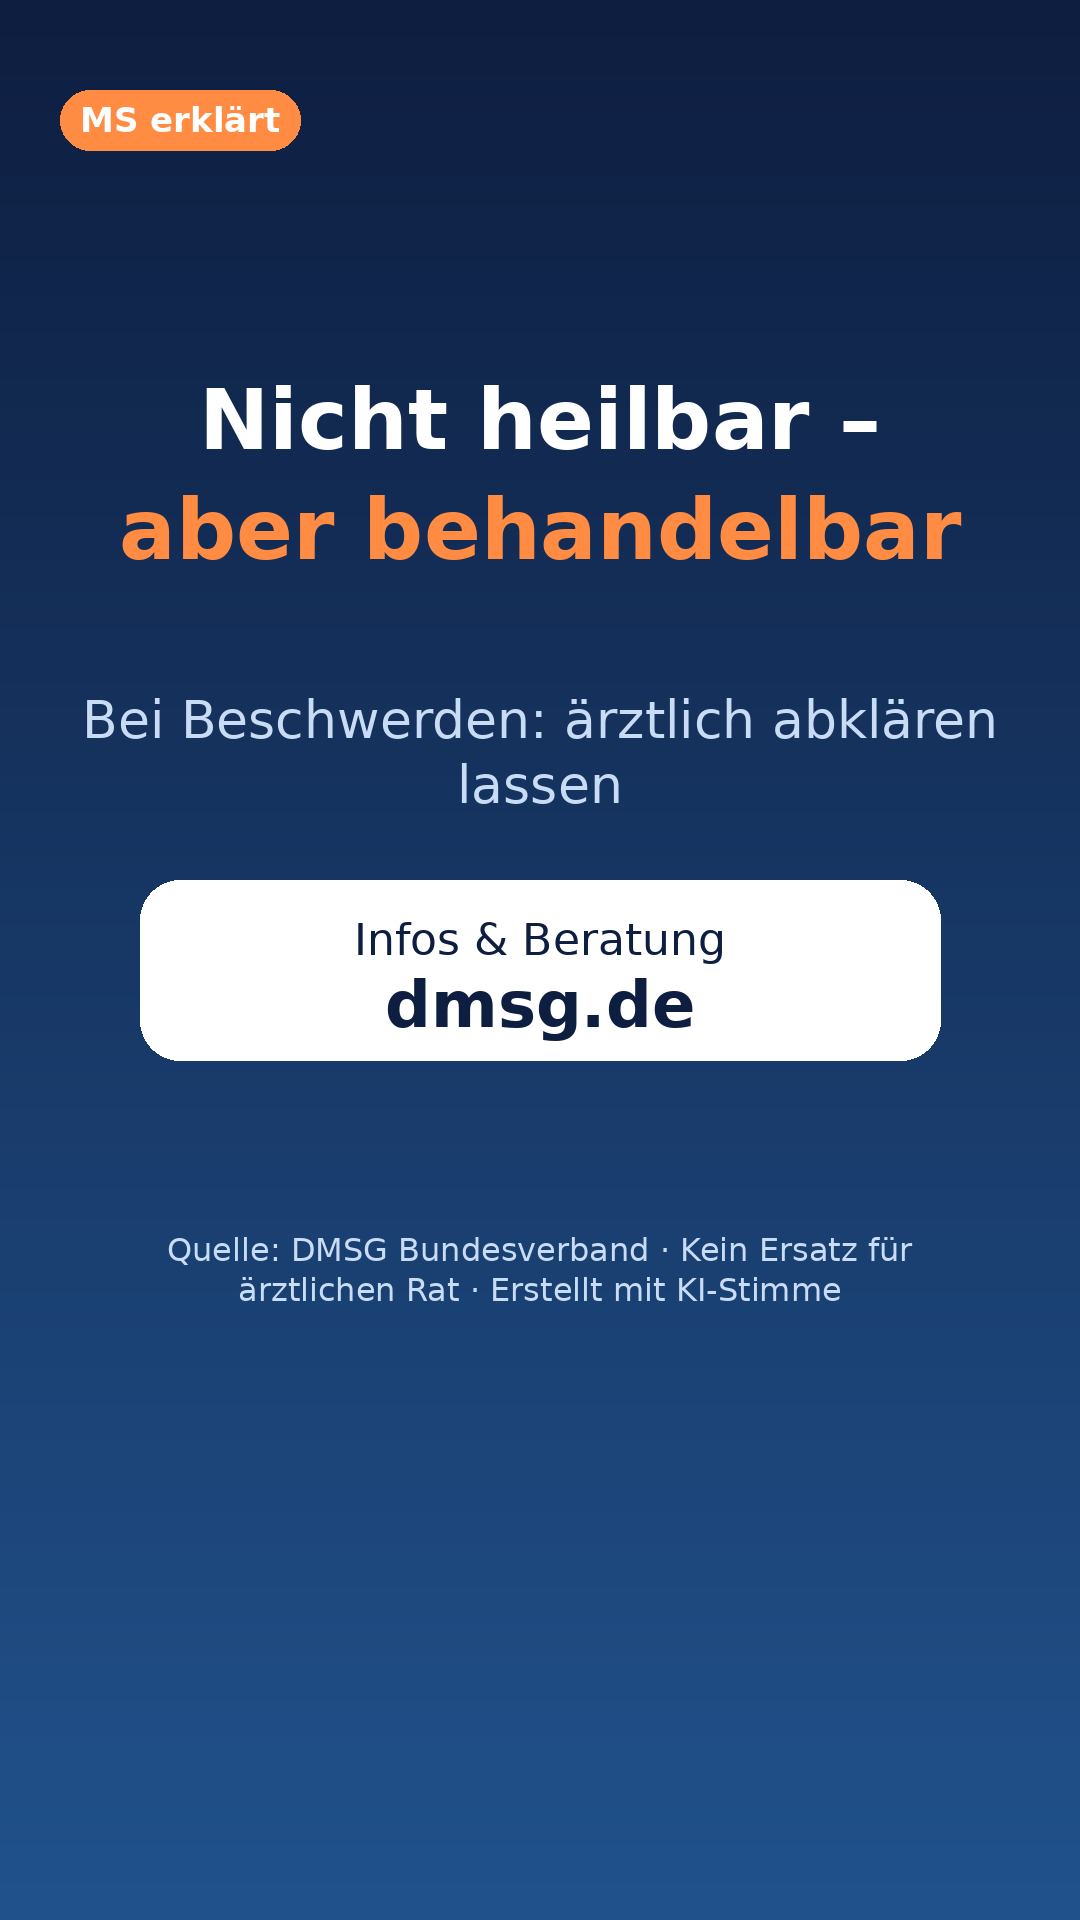 MS erklärt
Nicht heilbar –
aber behandelbar
Bei Beschwerden: ärztlich abklären
lassen
Infos & Beratung
dmsg.de
Quelle: DMSG Bundesverband · Kein Ersatz für
ärztlichen Rat · Erstellt mit KI-Stimme